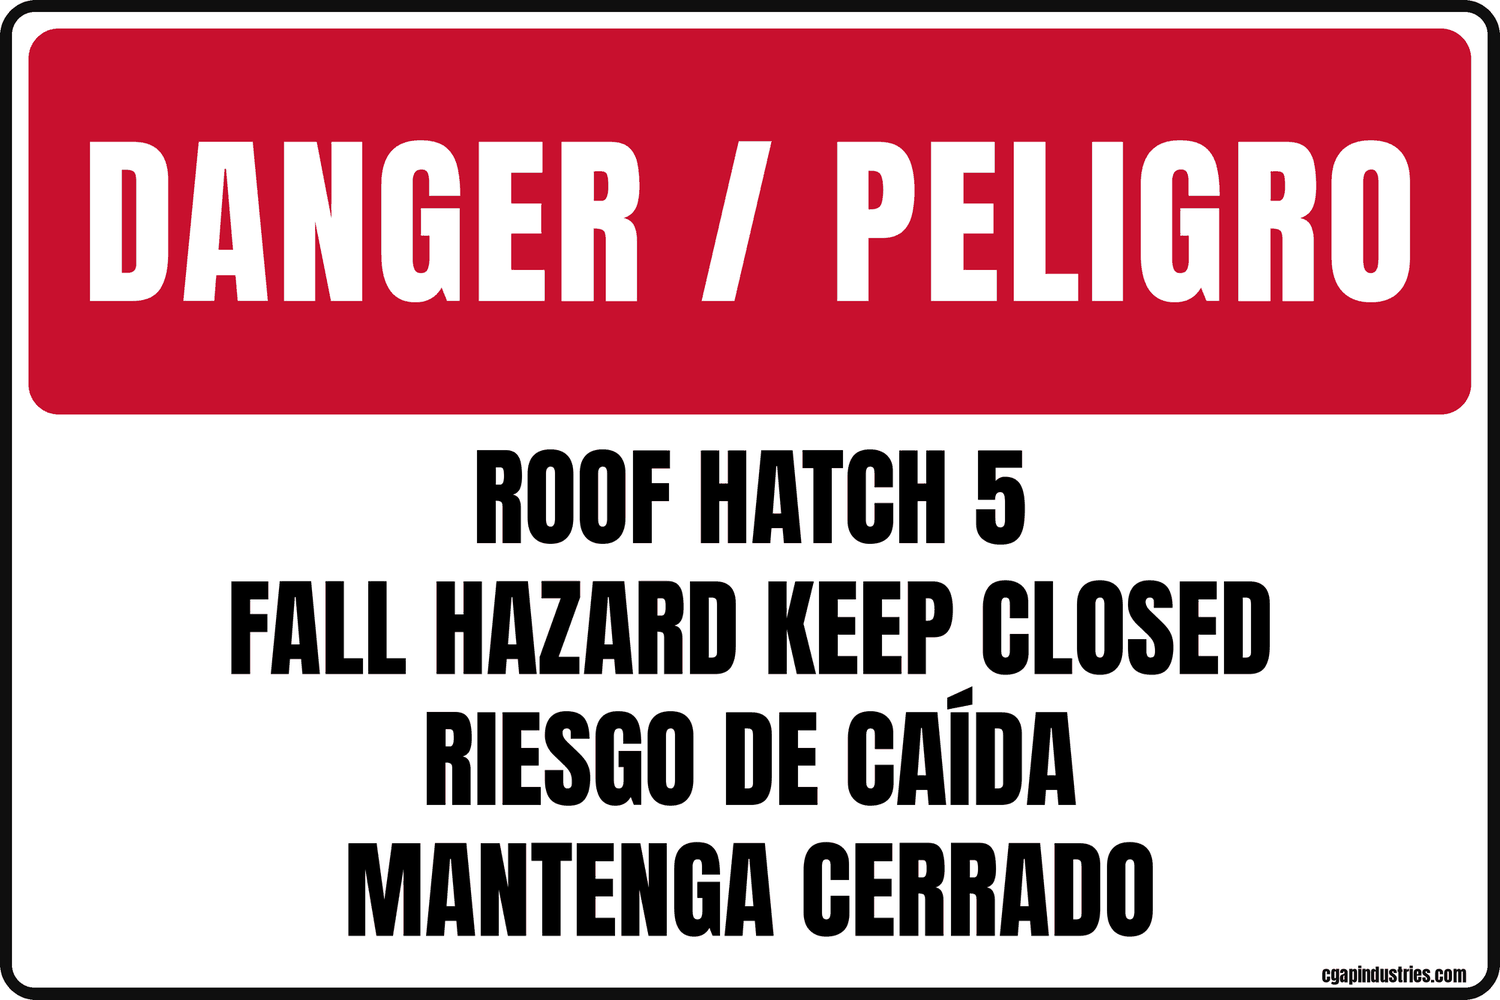 DANGER / PELIGRO
ROOF HATCH 5
FALL HAZARD KEEP CLOSED
RIESGO DE CAÍDA
MANTENGA CERRADO
cgapindustries.com